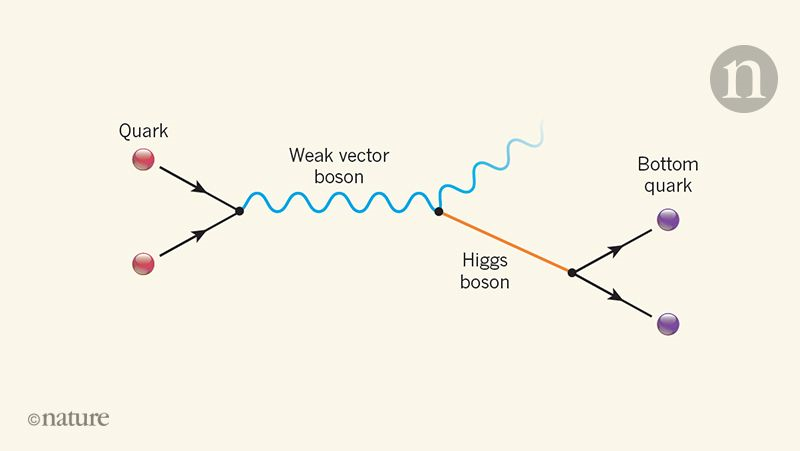 n
Quark
Weak vector
boson
Bottom
quark
Higgs
boson
©nature